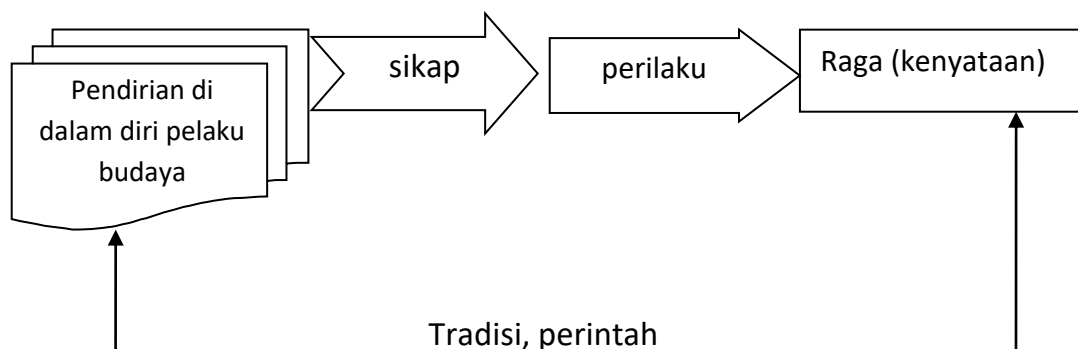 sikap
perilaku
Raga (kenyataan)
Pendirian di
dalam diri pelaku
budaya
Tradisi, perintah